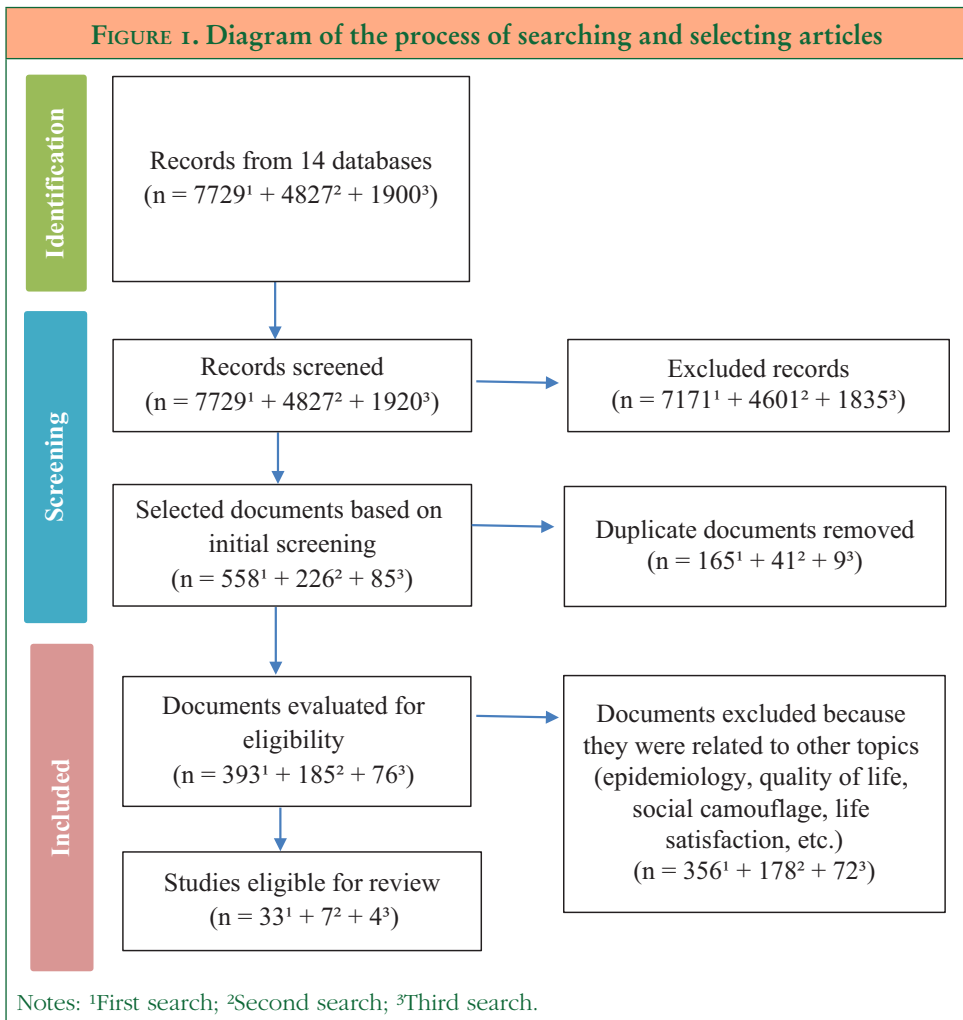 FIGURE 1. Diagram of the process of searching and selecting articles
Identification
Records from 14 databases
(n = 7729¹ + 4827² + 1900³)
Screening
Records screened
(n = 7729¹ + 4827² + 1920³)
Excluded records
(n = 7171¹ + 4601² + 1835³)
Selected documents based on
initial screening
(n = 558¹ + 226² + 85³)
Duplicate documents removed
(n = 165¹ + 41² + 9³)
Included
Documents evaluated for
eligibility
(n = 393¹ + 185² + 76³)
Documents excluded because
they were related to other topics
(epidemiology, quality of life,
social camouflage, life
satisfaction, etc.)
(n = 356¹ + 178² + 72³)
Studies eligible for review
(n = 33¹ + 7² + 4³)
Notes: ¹First search; ²Second search; ³Third search.